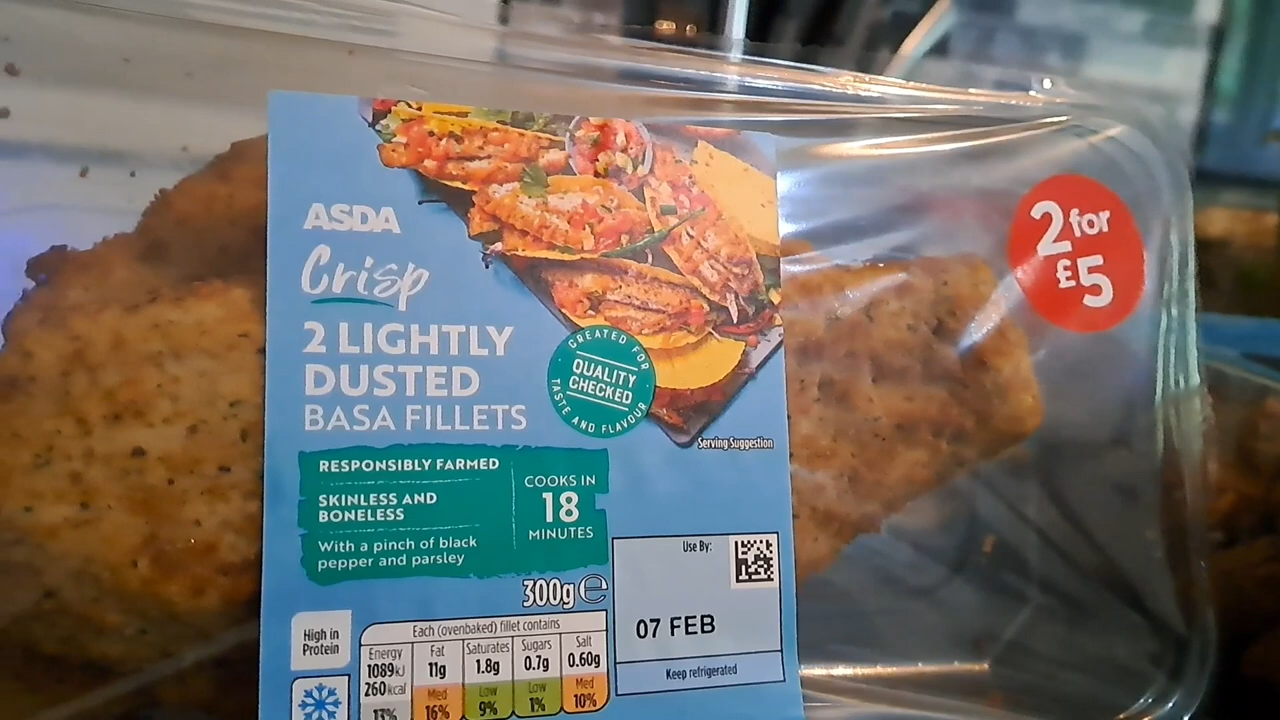 ASDA
Crisp
2 LIGHTLY
DUSTED
BASA FILLETS
CREATED FOR
QUALITY
CHECKED
TASTE AND FLAVOUR
Serving Suggestion
2 for
£5
RESPONSIBLY FARMED
SKINLESS AND
BONELESS
With a pinch of black
pepper and parsley
COOKS IN
18
MINUTES
300g e
Use By:
07 FEB
Keep refrigerated
High in
Protein
Each (ovenbaked) fillet contains
Energy
1089kJ
260kcal
13%
Fat
11g
Med
16%
Saturates
1.8g
Low
9%
Sugars
0.7g
Low
1%
Salt
0.60g
Med
10%